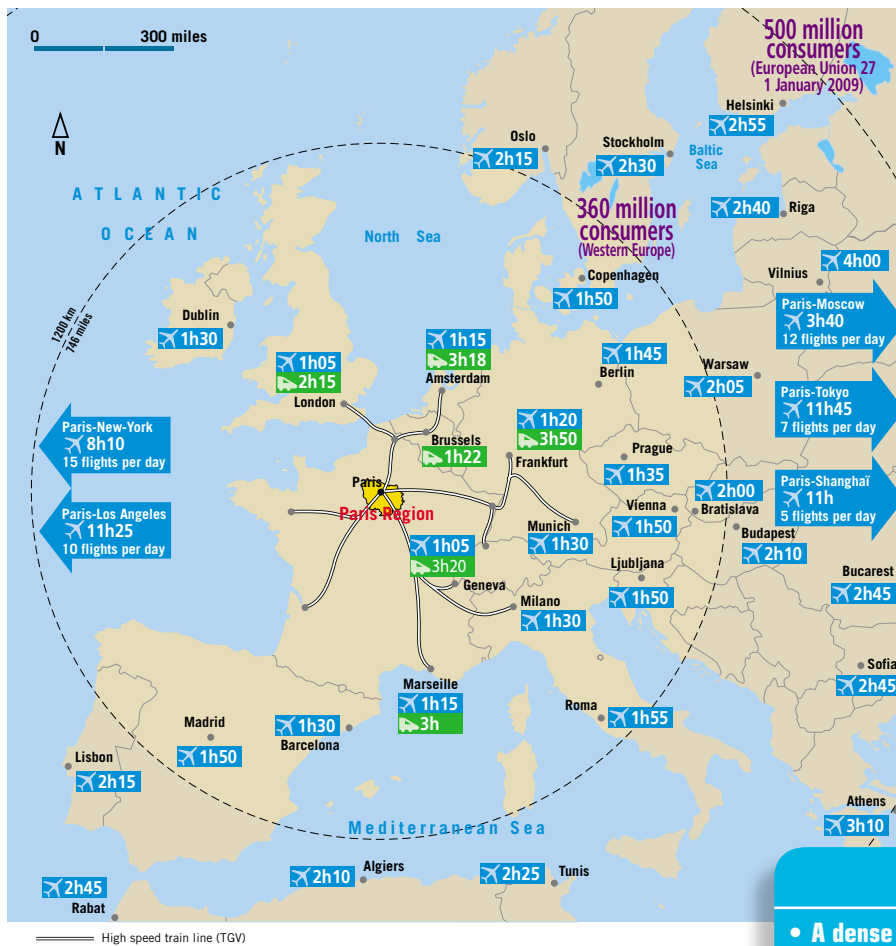 0 300 miles
N
500 million
consumers
(European Union 27
1 January 2009)
Helsinki
2h55
Oslo
2h15
Stockholm
2h30
Baltic
Sea
ATLANTIC
OCEAN
North Sea
360 million
consumers
(Western Europe)
2h40
Riga
4h00
Vilnius
Copenhagen
1h50
Dublin
1h30
1200 km
746 miles
Paris-Moscow
3h40
12 flights per day
1h15
3h18
Amsterdam
1h05
2h15
London
1h45
Berlin
Warsaw
2h05
Paris-Tokyo
11h45
7 flights per day
Paris-New-York
8h10
15 flights per day
Brussels
1h22
1h20
3h50
Frankfurt
Prague
1h35
Paris
Paris Region
Paris-Shanghaï
11h
5 flights per day
Paris-Los Angeles
11h25
10 flights per day
2h00
Bratislava
Vienna
1h50
Munich
1h30
Budapest
2h10
1h05
3h20
Geneva
Ljubljana
1h50
Bucarest
2h45
Milano
1h30
Sofia
2h45
Marseille
1h15
3h
Roma
1h55
Madrid
1h50
1h30
Barcelona
Lisbon
2h15
Athens
3h10
Mediterranean Sea
2h45
Rabat
2h10
Algiers
2h25
Tunis
• A dense
High speed train line (TGV)